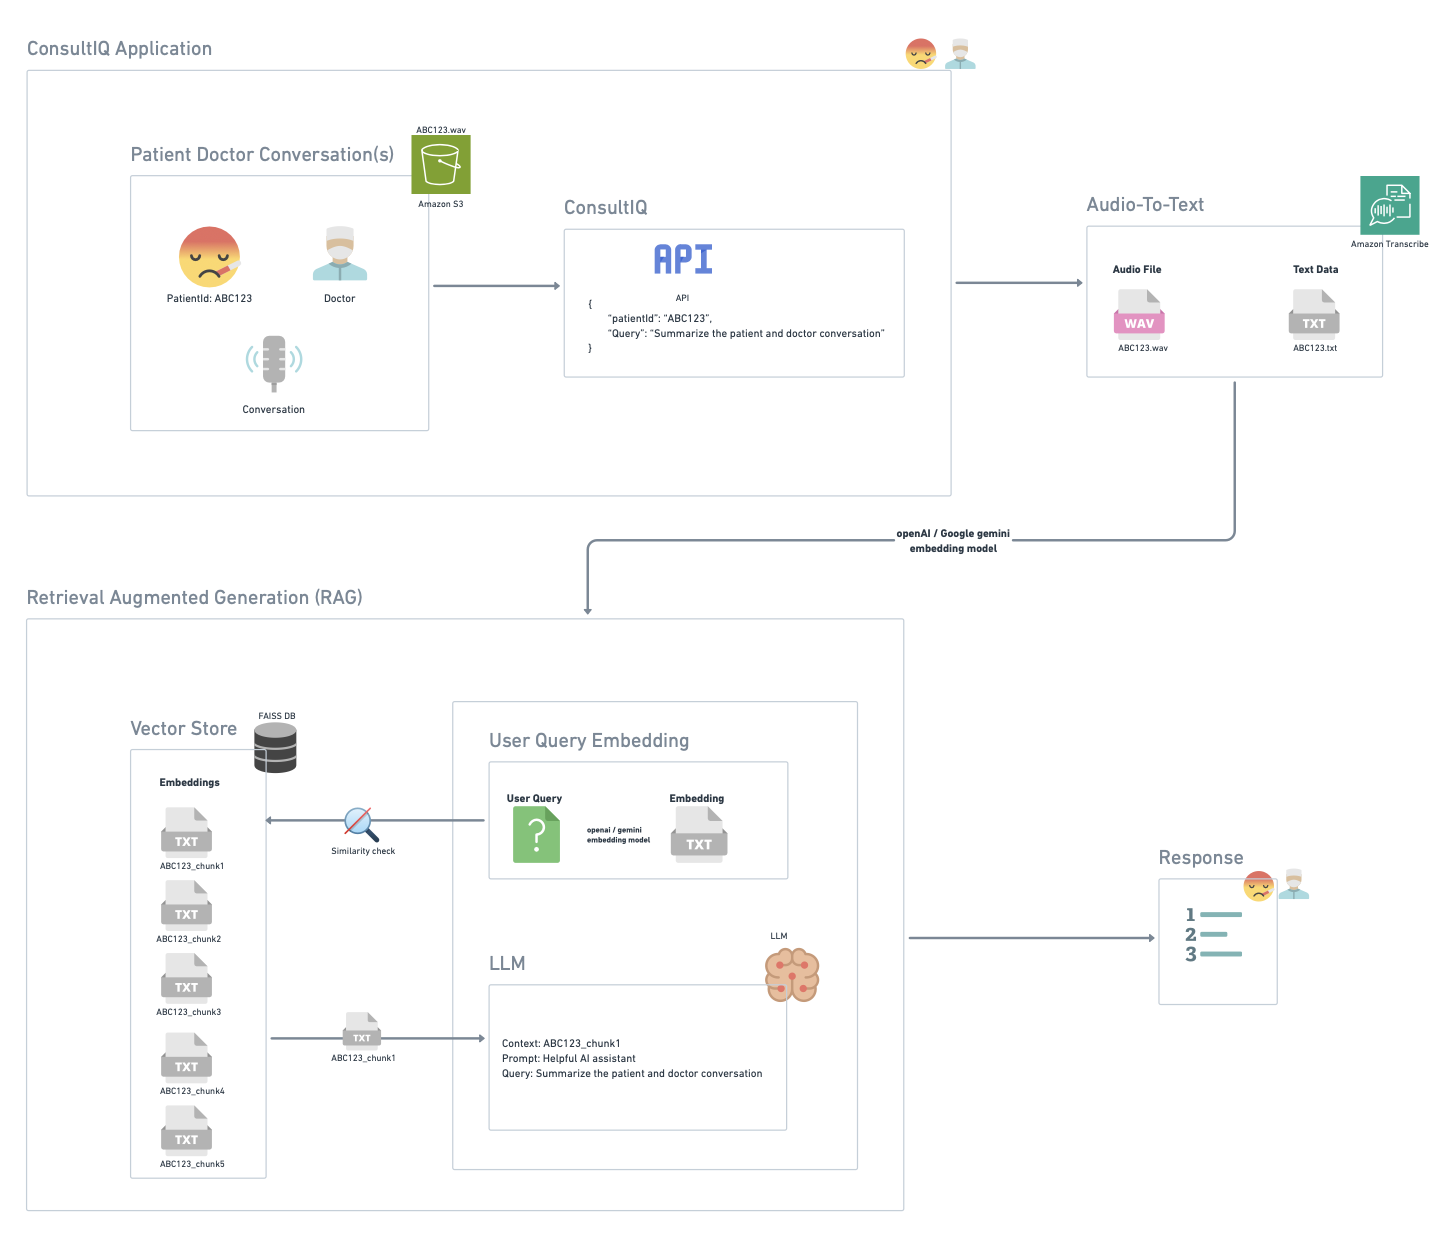 ConsultIQ Application
ABC123.wav
Patient Doctor Conversation(s)
Amazon S3
PatientId: ABC123
Doctor
Conversation
ConsultIQ
API
API
{
"patientId": "ABC123",
"Query": "Summarize the patient and doctor conversation"
}
Audio-To-Text
Amazon Transcribe
Audio File
Text Data
WAV
TXT
ABC123.wav
ABC123.txt
openAI / Google gemini
embedding model
Retrieval Augmented Generation (RAG)
Vector Store
FAISS DB
Embeddings
TXT
ABC123_chunk1
TXT
ABC123_chunk2
TXT
ABC123_chunk3
TXT
ABC123_chunk4
TXT
ABC123_chunk5
Similarity check
TXT
ABC123_chunk1
User Query Embedding
User Query
Embedding
?
openai / gemini
embedding model
TXT
LLM
LLM
Context: ABC123_chunk1
Prompt: Helpful AI assistant
Query: Summarize the patient and doctor conversation
Response
1
2
3